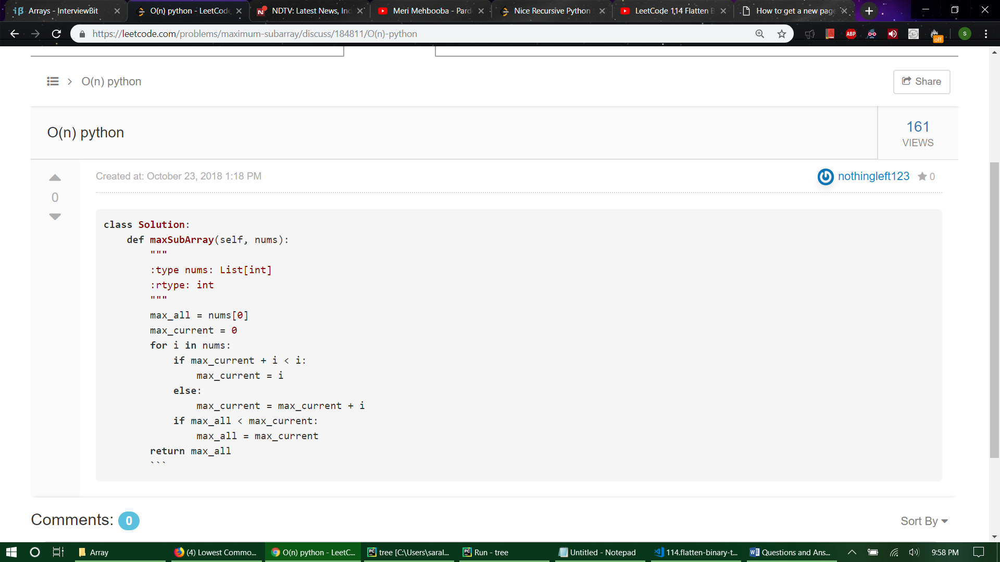 Arrays - InterviewBit
O(n) python - LeetCode
NDTV: Latest News, Ind
Meri Mehbooba - Pard
Nice Recursive Python
LeetCode 114 Flatten B
How to get a new page
https://leetcode.com/problems/maximum-subarray/discuss/184811/O(n)-python
ABP
off
S
O(n) python
Share
O(n) python
161
VIEWS
Created at: October 23, 2018 1:18 PM
nothingleft123
0
0
class Solution:
    def maxSubArray(self, nums):
        """
        :type nums: List[int]
        :rtype: int
        """
        max_all = nums[0]
        max_current = 0
        for i in nums:
            if max_current + i < i:
                max_current = i
            else:
                max_current = max_current + i
            if max_all < max_current:
                max_all = max_current
        return max_all
        ```
Comments: 0
Sort By
Array
(4) Lowest Commo...
O(n) python - LeetC...
tree [C:\Users\saral...
Run - tree
Untitled - Notepad
114.flatten-binary-t...
Questions and Ans...
9:58 PM